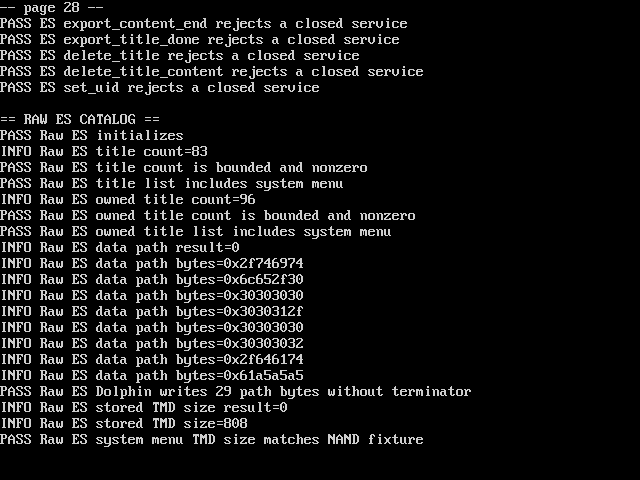 -- page 28 --
PASS ES export_content_end rejects a closed service
PASS ES export_title_done rejects a closed service
PASS ES delete_title rejects a closed service
PASS ES delete_title_content rejects a closed service
PASS ES set_uid rejects a closed service
== RAW ES CATALOG ==
PASS Raw ES initializes
INFO Raw ES title count=83
PASS Raw ES title count is bounded and nonzero
PASS Raw ES title list includes system menu
INFO Raw ES owned title count=96
PASS Raw ES owned title count is bounded and nonzero
PASS Raw ES owned title list includes system menu
INFO Raw ES data path result=0
INFO Raw ES data path bytes=0x2f746974
INFO Raw ES data path bytes=0x6c652f30
INFO Raw ES data path bytes=0x30303030
INFO Raw ES data path bytes=0x3030312f
INFO Raw ES data path bytes=0x30303030
INFO Raw ES data path bytes=0x30303032
INFO Raw ES data path bytes=0x2f646174
INFO Raw ES data path bytes=0x61a5a5a5
PASS Raw ES Dolphin writes 29 path bytes without terminator
INFO Raw ES stored TMD size result=0
INFO Raw ES stored TMD size=808
PASS Raw ES system menu TMD size matches NAND fixture